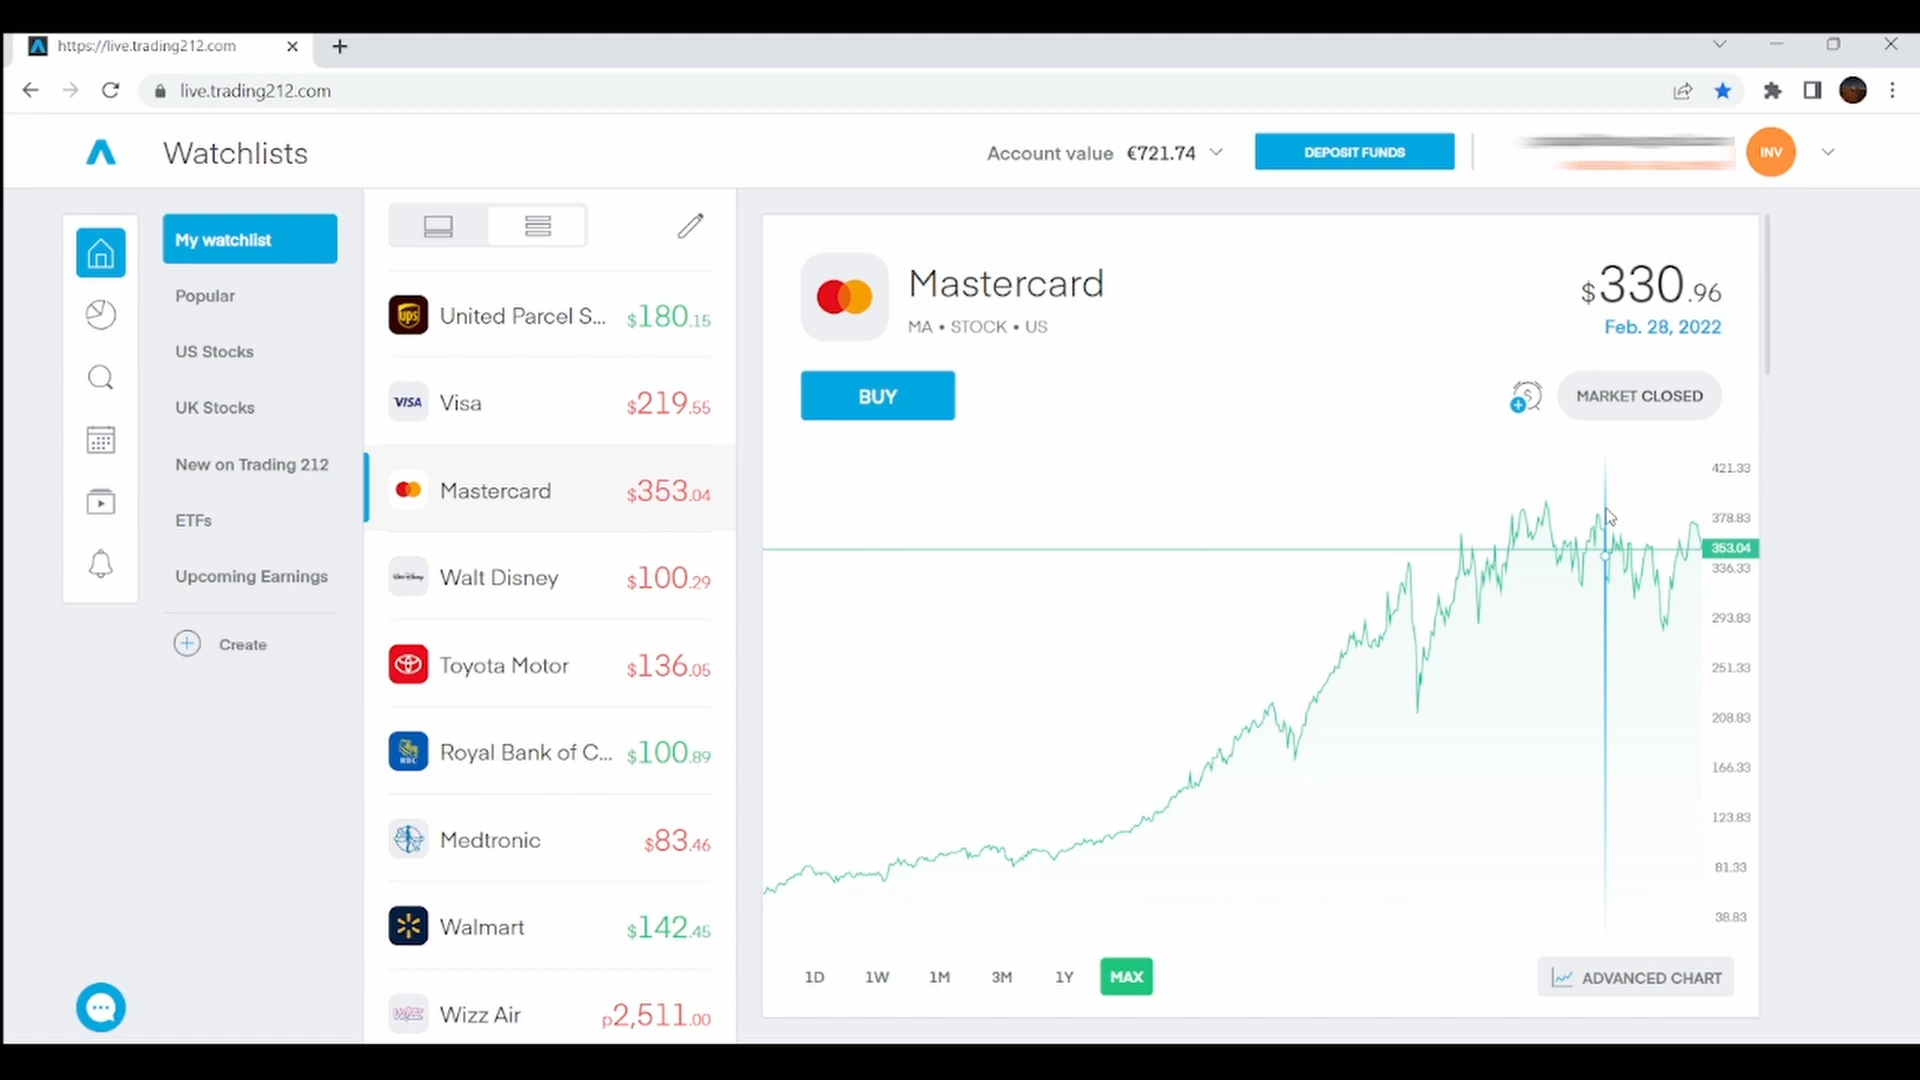 https://live.trading212.com
live.trading212.com
Watchlists
Account value €721.74
DEPOSIT FUNDS
INV
My watchlist
Popular
US Stocks
UK Stocks
New on Trading 212
ETFs
Upcoming Earnings
Create
ups
United Parcel S... $180.15
VISA
Visa $219.55
Mastercard $353.04
Walt Disney $100.29
Toyota Motor $136.05
RBC
Royal Bank of C... $100.89
Medtronic $83.46
Walmart $142.45
WIZZ
Wizz Air p2,511.00
Mastercard
MA • STOCK • US
$330.96
Feb. 28, 2022
BUY
MARKET CLOSED
421.33
378.83
353.04
336.33
293.83
251.33
208.83
166.33
123.83
81.33
38.83
1D 1W 1M 3M 1Y MAX
ADVANCED CHART